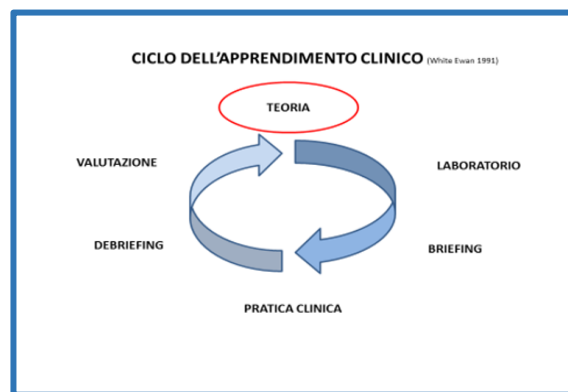 CICLO DELL'APPRENDIMENTO CLINICO (White Ewan 1991)
TEORIA
VALUTAZIONE
LABORATORIO
DEBRIEFING
BRIEFING
PRATICA CLINICA